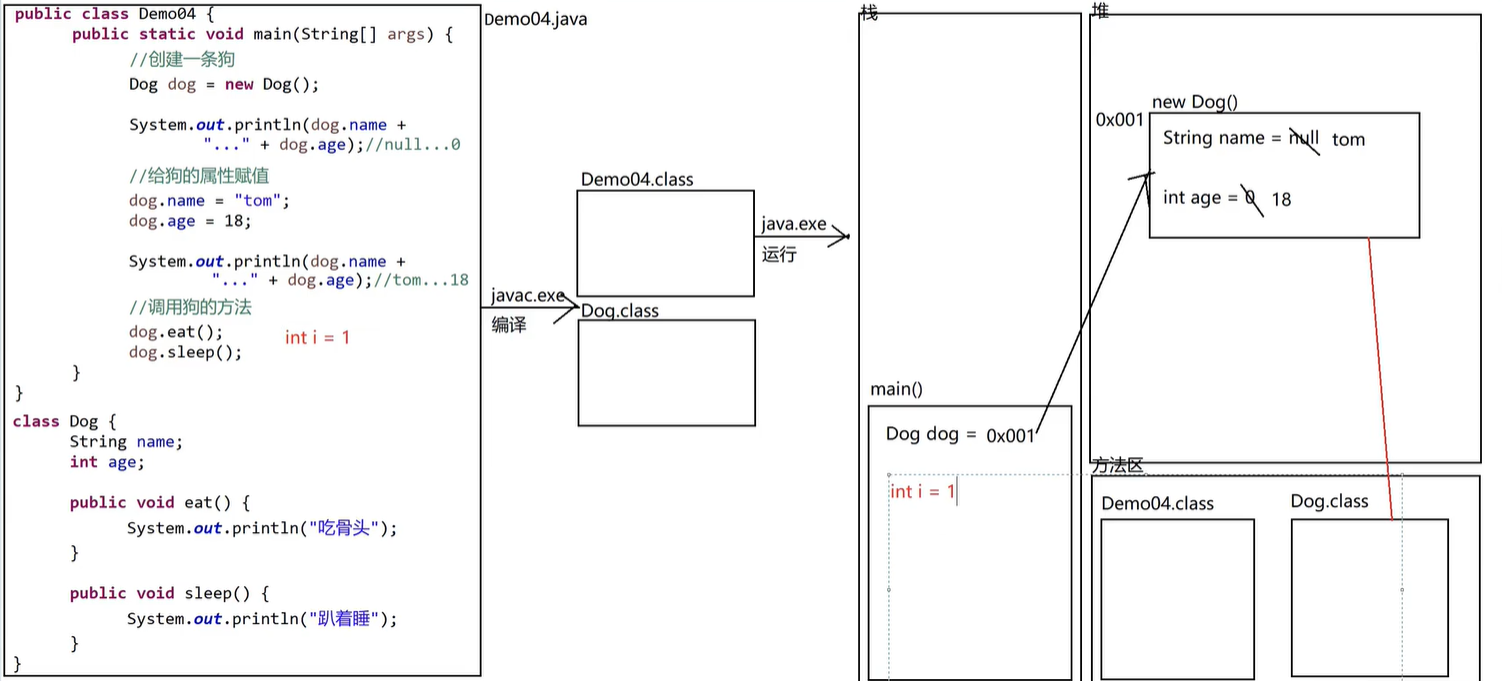 public class Demo04 {
public static void main(String[] args) {
//创建一条狗
Dog dog = new Dog();
System.out.println(dog.name +
"..." + dog.age);//null...0
//给狗的属性赋值
dog.name = "tom";
dog.age = 18;
System.out.println(dog.name +
"..." + dog.age);//tom...18
//调用狗的方法
dog.eat();
int i = 1
dog.sleep();
}
}
class Dog {
String name;
int age;
public void eat() {
System.out.println("吃骨头");
}
public void sleep() {
System.out.println("趴着睡");
}
}
Demo04.java
javac.exe
编译
Demo04.class
Dog.class
java.exe
运行
栈
main()
Dog dog = 0x001
int i = 1
堆
new Dog()
0x001
String name = null tom
int age = 0 18
方法区
Demo04.class
Dog.class